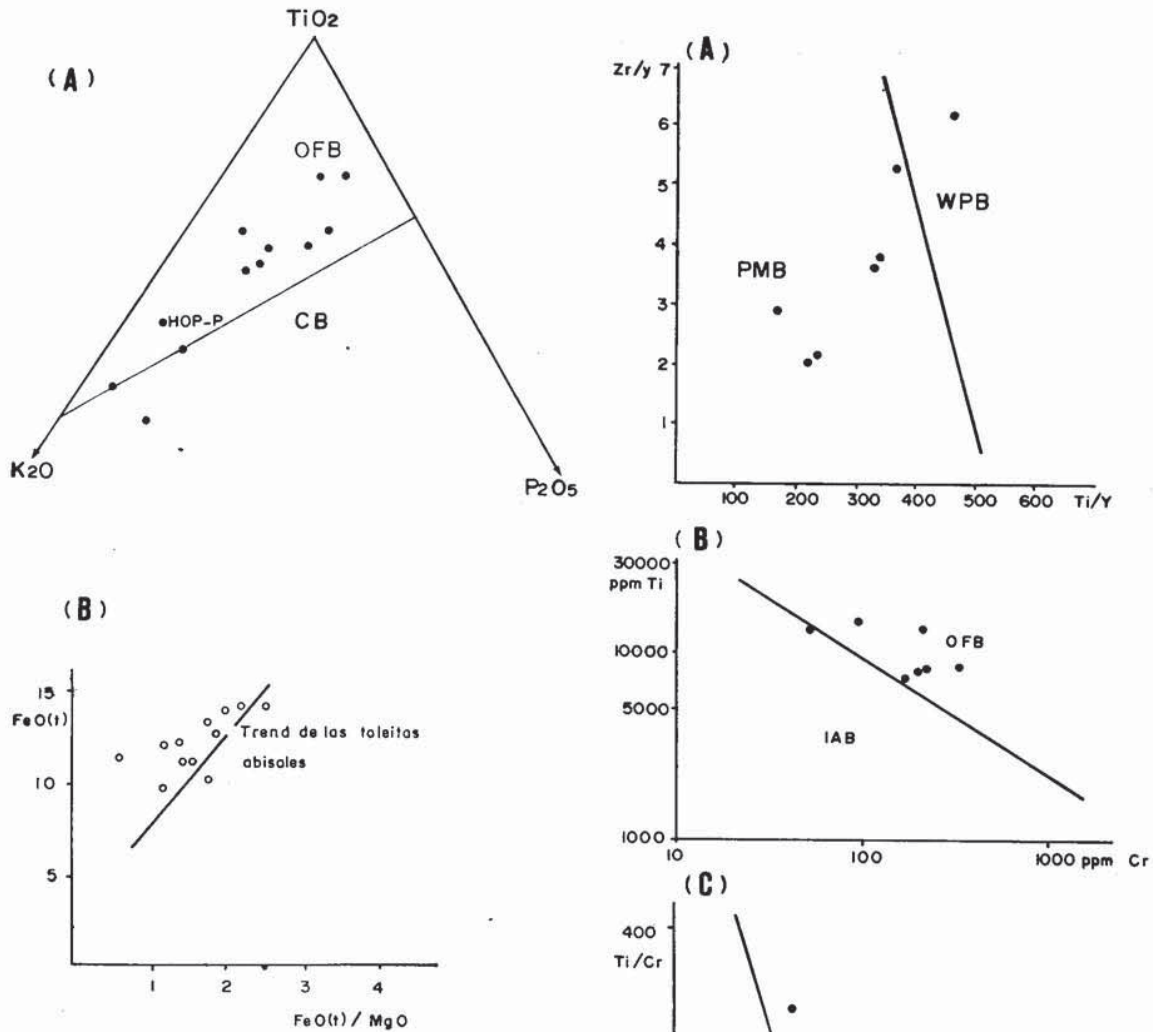 TiO2
(A)
OFB
HOP-P
CB
K2O
P2O5
(B)
15
FeO(t)
Trend de las toleitas
abisales
10
5
1 2 3 4
FeO(t) / MgO
(A)
Zr/y 7
6
5
WPB
4
PMB
3
2
1
100 200 300 400 500 600 Ti/Y
(B)
30000
ppm Ti
OFB
10000
5000
IAB
1000
10 100 1000 ppm Cr
(C)
400
Ti/Cr